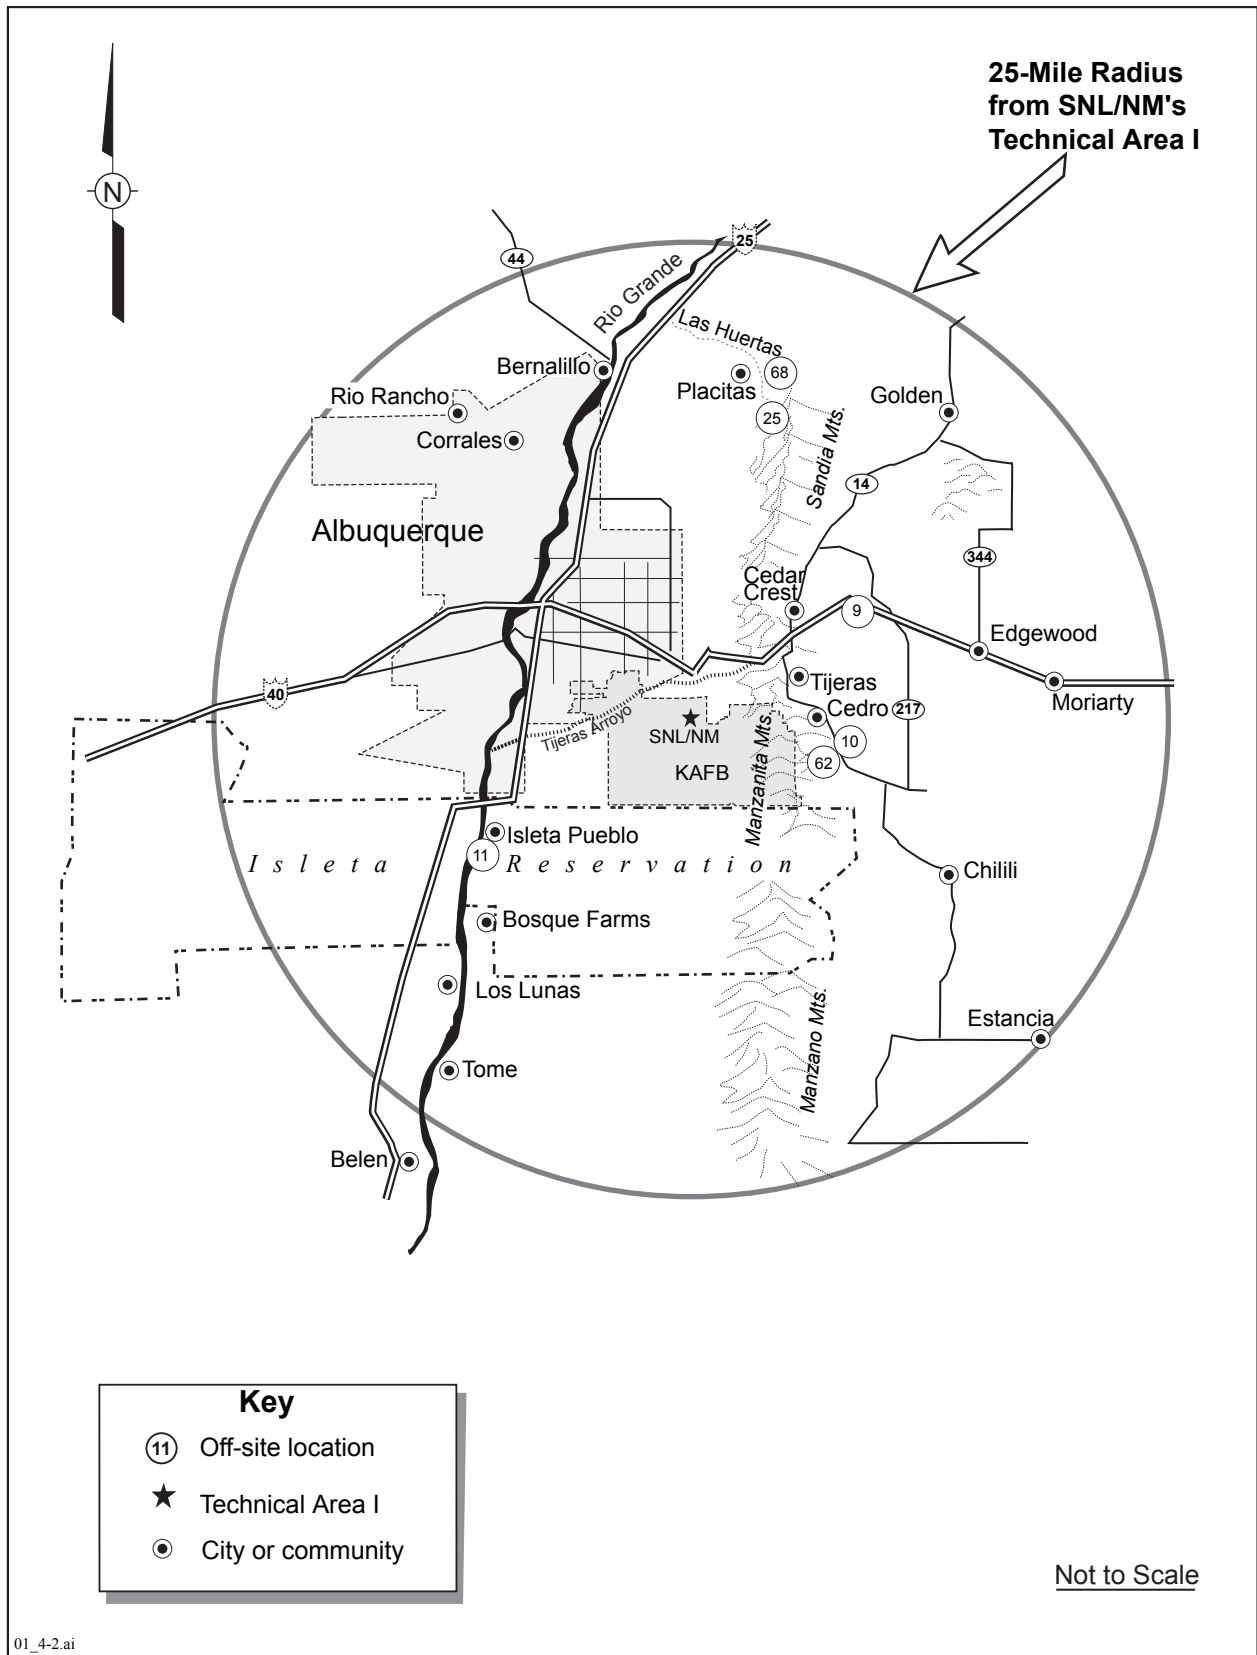 25-Mile Radius
from SNL/NM's
Technical Area I
N
25
44
Rio Grande
Las Huertas
Bernalillo
68
Placitas
Rio Rancho
Golden
25
Corrales
Sandia Mts.
14
Albuquerque
344
Cedar
Crest
9
Edgewood
Tijeras
40
Moriarty
Cedro
217
Tijeras Arroyo
SNL/NM
10
62
KAFB
Manzanita Mts.
Isleta Pueblo
11
Isleta Reservation
Chilili
Bosque Farms
Los Lunas
Estancia
Manzano Mts.
Tome
Belen
Key
11 Off-site location
Technical Area I
City or community
Not to Scale
01_4-2.ai